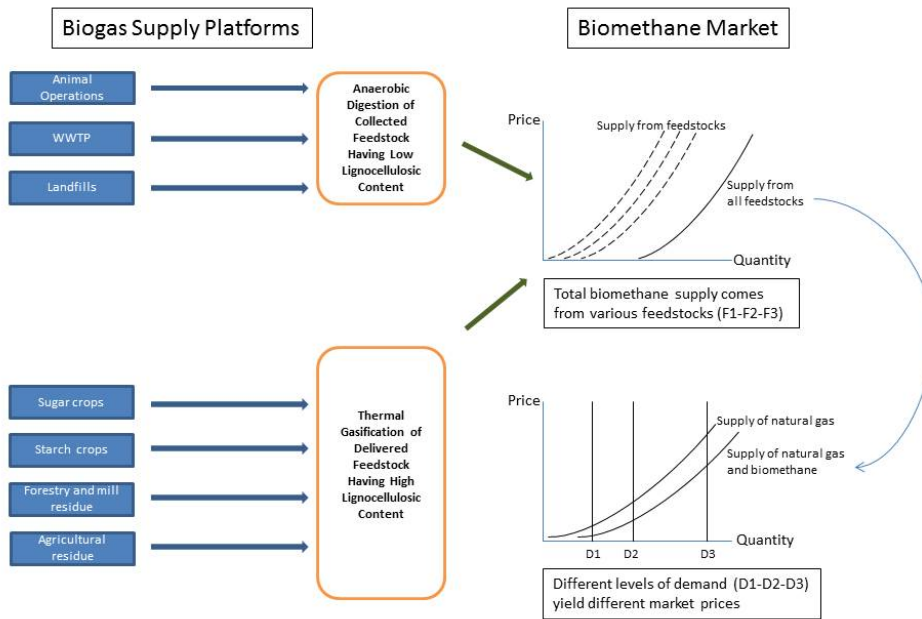 Biogas Supply Platforms
Animal
Operations
WWTP
Landfills
Anaerobic
Digestion of
Collected
Feedstock
Having Low
Lignocellulosic
Content
Sugar crops
Starch crops
Forestry and mill
residue
Agricultural
residue
Thermal
Gasification of
Delivered
Feedstock
Having High
Lignocellulosic
Content
Biomethane Market
Price
Supply from feedstocks
Supply from
all feedstocks
Quantity
Total biomethane supply comes
from various feedstocks (F1-F2-F3)
Price
Supply of natural gas
Supply of natural gas
and biomethane
Quantity
D1 D2 D3
Different levels of demand (D1-D2-D3)
yield different market prices